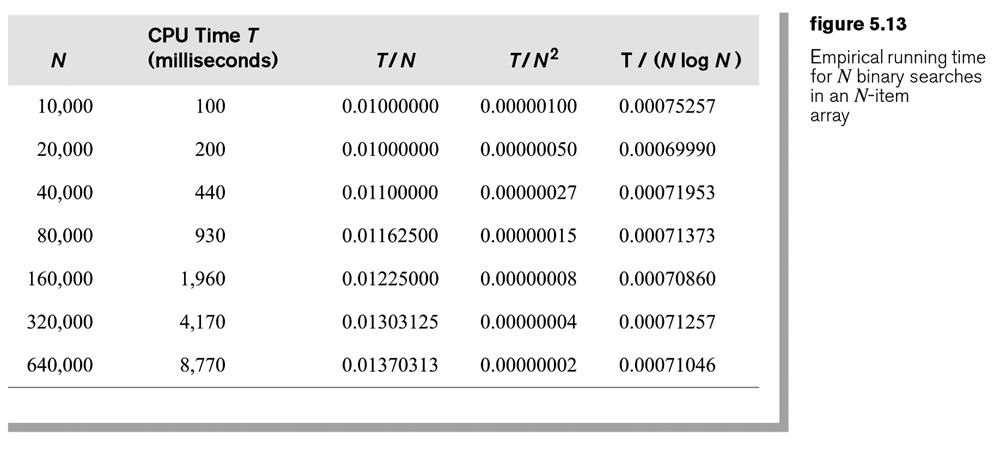 CPU Time T
N (milliseconds) T/N T/N² T / (N log N)
10,000 100 0.01000000 0.00000100 0.00075257
20,000 200 0.01000000 0.00000050 0.00069990
40,000 440 0.01100000 0.00000027 0.00071953
80,000 930 0.01162500 0.00000015 0.00071373
160,000 1,960 0.01225000 0.00000008 0.00070860
320,000 4,170 0.01303125 0.00000004 0.00071257
640,000 8,770 0.01370313 0.00000002 0.00071046
figure 5.13
Empirical running time
for N binary searches
in an N-item
array